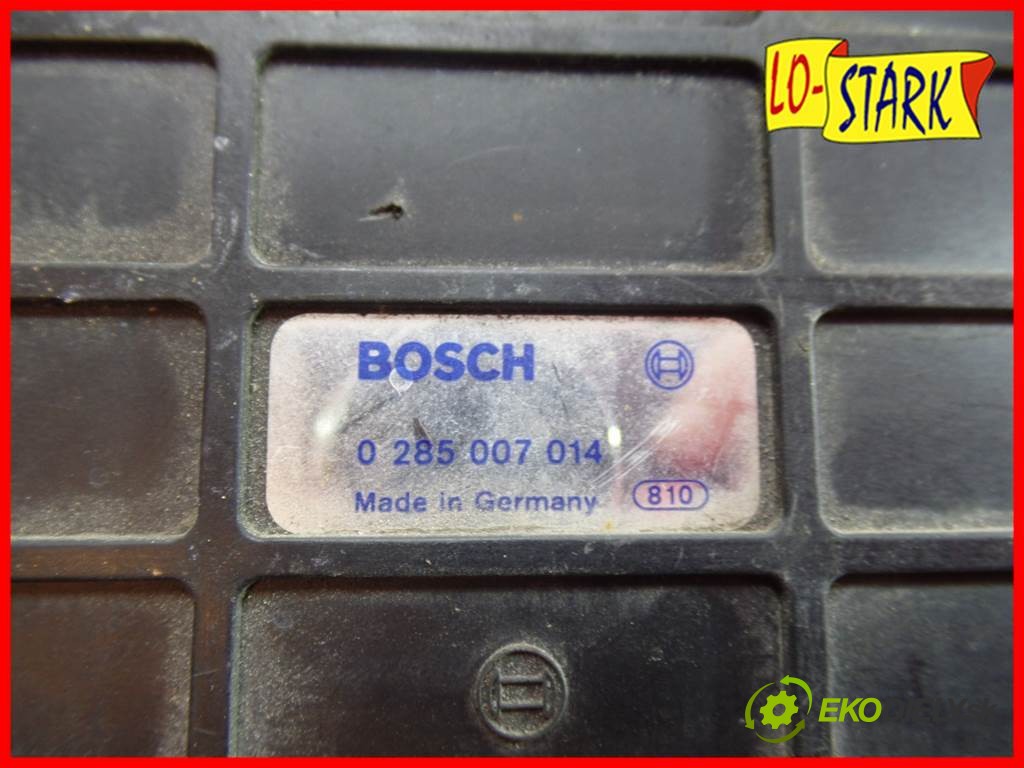 LO-STARK
BOSCH
0 285 007 014
Made in Germany 810
EKO